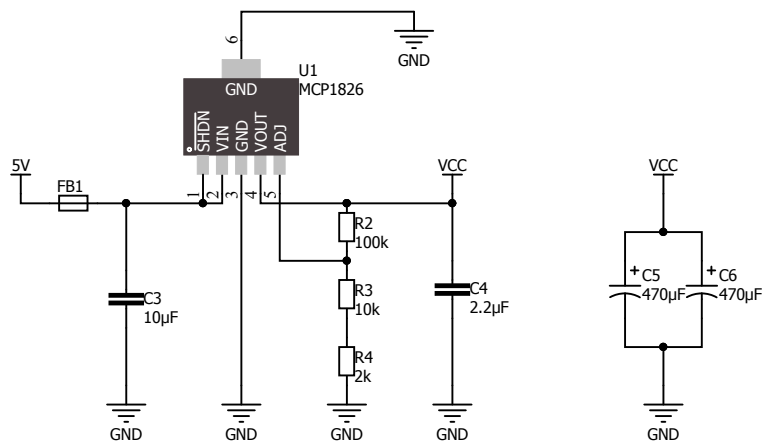 6
GND
U1
MCP1826
GND
SHDN
VIN
GND
VOUT
ADJ
5V
FB1
1
2
3
4
5
VCC
VCC
R2
100k
C3
10µF
R3
10k
C4
2.2µF
C5
470µF
C6
470µF
R4
2k
GND
GND
GND
GND
GND